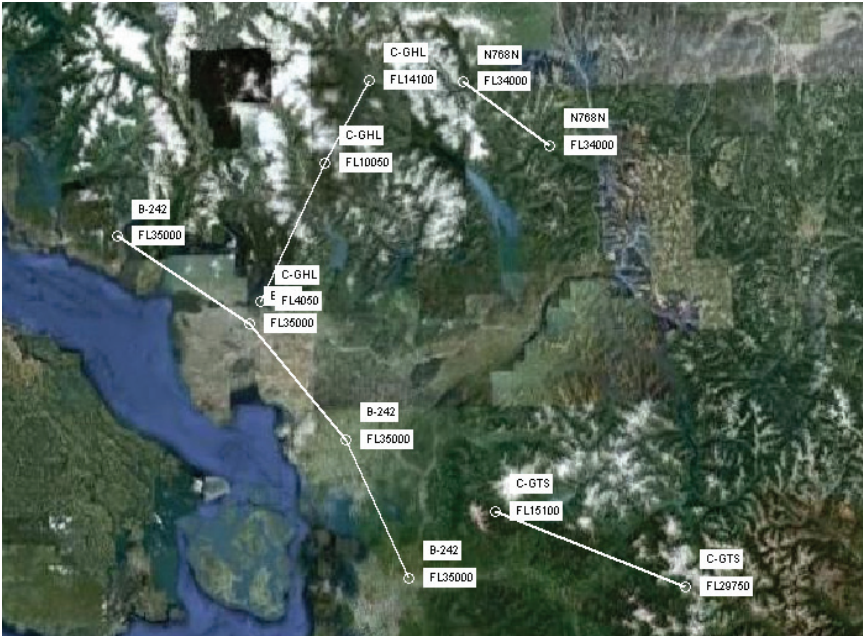 C-GHL
FL14100
N768N
FL34000
N768N
FL34000
C-GHL
FL10050
B-242
FL35000
C-GHL
FL4050
FL35000
B-242
FL35000
C-GTS
FL15100
B-242
FL35000
C-GTS
FL29750